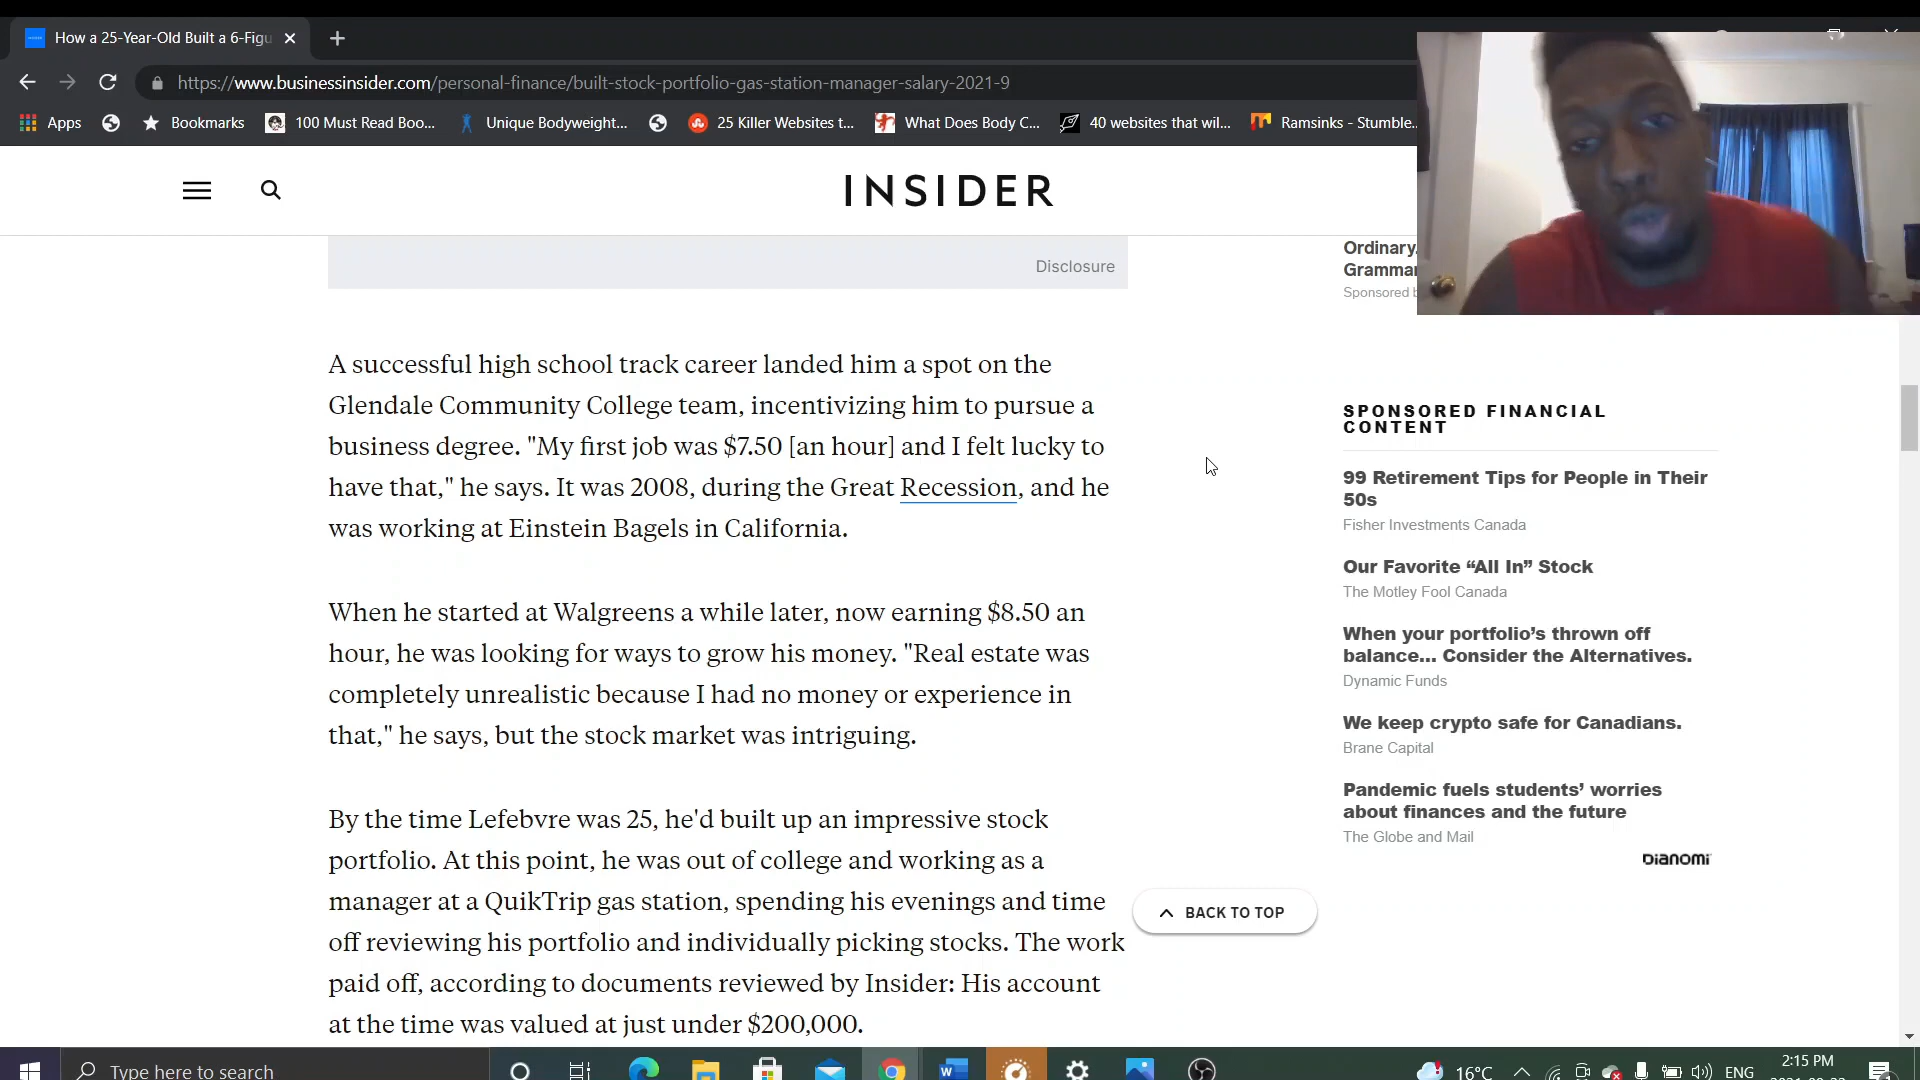 How a 25-Year-Old Built a 6-Figu
https://www.businessinsider.com/personal-finance/built-stock-portfolio-gas-station-manager-salary-2021-9
Apps
Bookmarks
100 Must Read Boo...
Unique Bodyweight...
25 Killer Websites t...
What Does Body C...
40 websites that wil...
Ramsinks - Stumble...
INSIDER
Disclosure
Ordinary.
Grammar
Sponsored
A successful high school track career landed him a spot on the
Glendale Community College team, incentivizing him to pursue a
business degree. "My first job was $7.50 [an hour] and I felt lucky to
have that," he says. It was 2008, during the Great Recession, and he
was working at Einstein Bagels in California.
When he started at Walgreens a while later, now earning $8.50 an
hour, he was looking for ways to grow his money. "Real estate was
completely unrealistic because I had no money or experience in
that," he says, but the stock market was intriguing.
By the time Lefebvre was 25, he'd built up an impressive stock
portfolio. At this point, he was out of college and working as a
manager at a QuikTrip gas station, spending his evenings and time
off reviewing his portfolio and individually picking stocks. The work
paid off, according to documents reviewed by Insider: His account
at the time was valued at just under $200,000.
SPONSORED FINANCIAL
CONTENT
99 Retirement Tips for People in Their
50s
Fisher Investments Canada
Our Favorite “All In” Stock
The Motley Fool Canada
When your portfolio’s thrown off
balance... Consider the Alternatives.
Dynamic Funds
We keep crypto safe for Canadians.
Brane Capital
Pandemic fuels students’ worries
about finances and the future
The Globe and Mail
DIANOMI
BACK TO TOP
Type here to search
16°C
ENG
2:15 PM